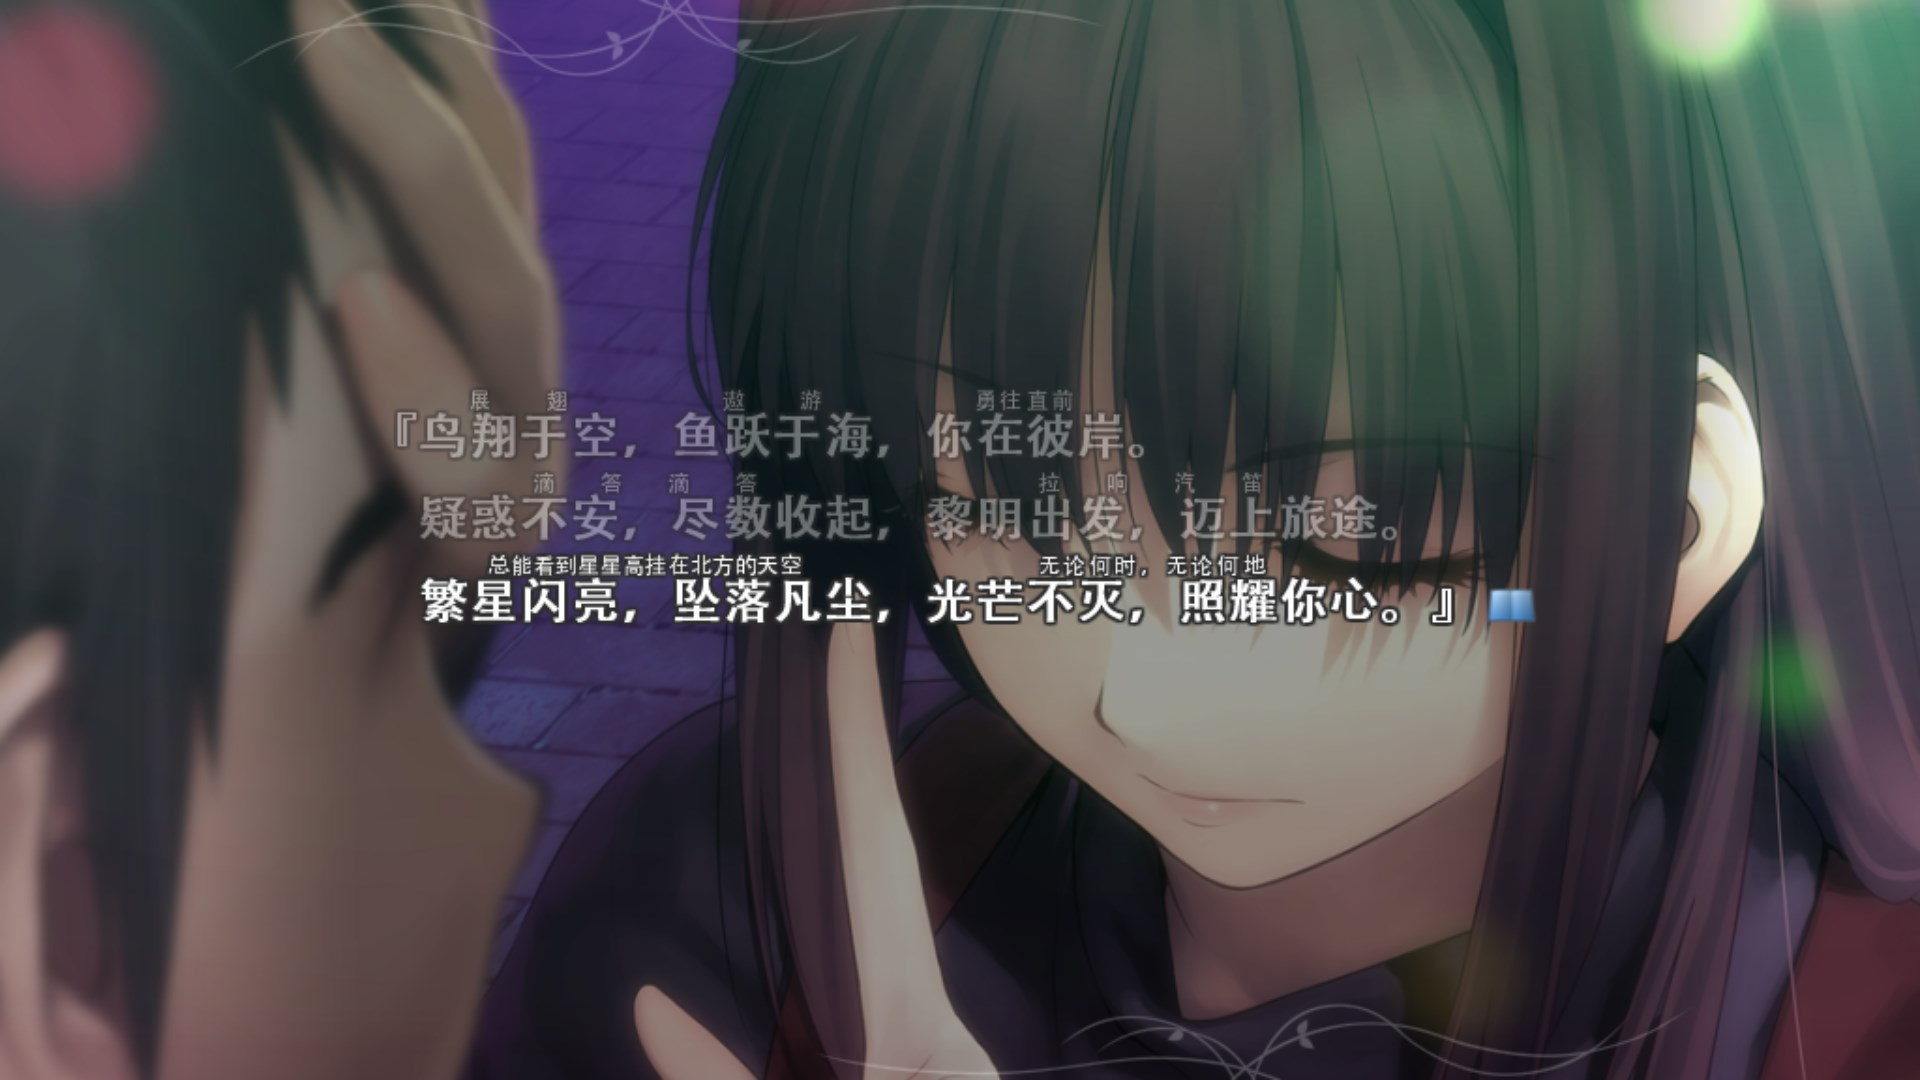 展翅 遨游 勇往直前
『鸟翔于空，鱼跃于海，你在彼岸。
滴答滴答 拉响汽笛
疑惑不安，尽数收起，黎明出发，迈上旅途。
总能看到星星高挂在北方的天空 无论何时，无论何地
繁星闪亮，坠落凡尘，光芒不灭，照耀你心。』